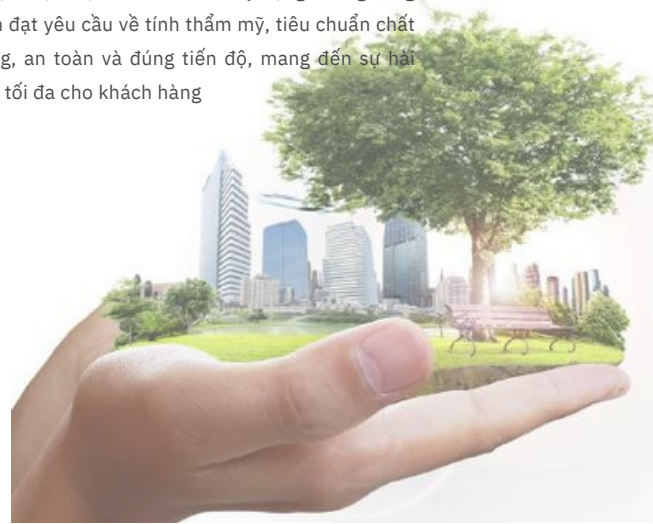 đạt yêu cầu về tính thẩm mỹ, tiêu chuẩn chất
an toàn và đúng tiến độ, mang đến sự hài
tối đa cho khách hàng